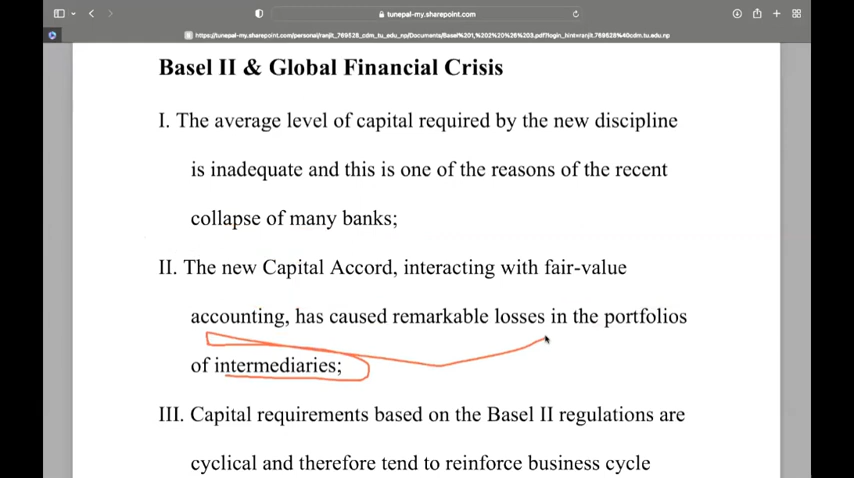 tunepal-my.sharepoint.com
Basel II & Global Financial Crisis
I. The average level of capital required by the new discipline
is inadequate and this is one of the reasons of the recent
collapse of many banks;
II. The new Capital Accord, interacting with fair-value
accounting, has caused remarkable losses in the portfolios
of intermediaries;
III. Capital requirements based on the Basel II regulations are
cyclical and therefore tend to reinforce business cycle